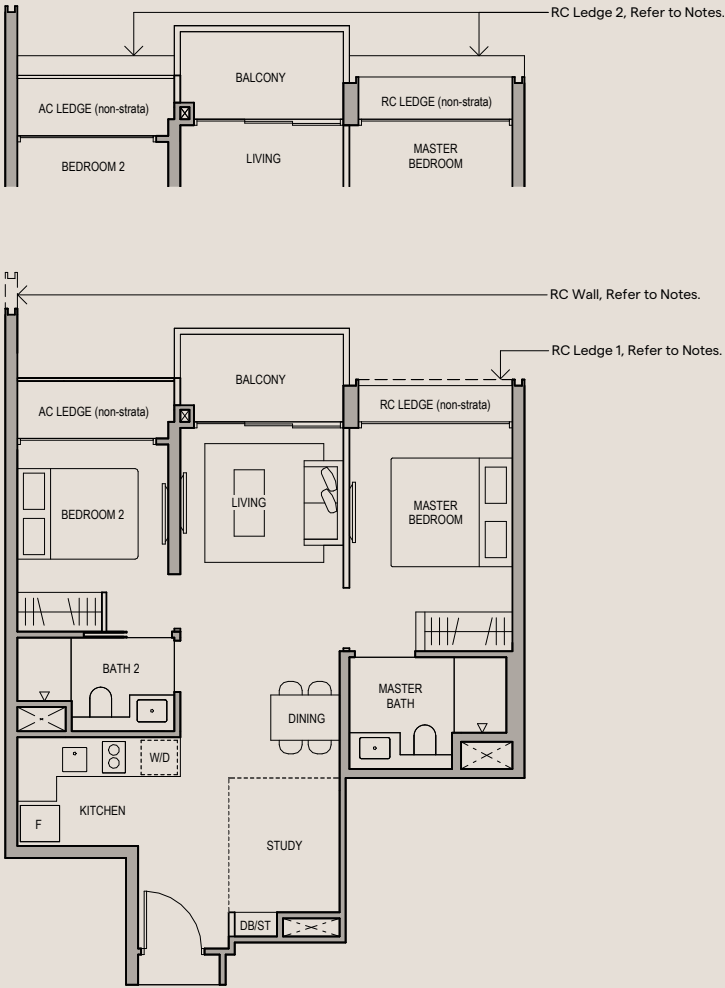 RC Ledge 2, Refer to Notes.
BALCONY
AC LEDGE (non-strata)
RC LEDGE (non-strata)
BEDROOM 2
LIVING
MASTER
BEDROOM
RC Wall, Refer to Notes.
RC Ledge 1, Refer to Notes.
BALCONY
AC LEDGE (non-strata)
RC LEDGE (non-strata)
BEDROOM 2
LIVING
MASTER
BEDROOM
BATH 2
MASTER
BATH
DINING
W/D
KITCHEN
F
STUDY
DB/ST